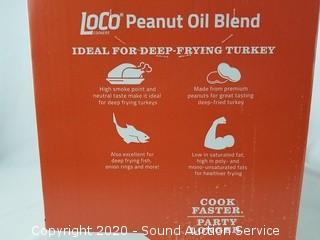 LOCO Peanut Oil Blend
COOKERS
IDEAL FOR DEEP-FRYING TURKEY
High smoke point and
neutral taste make it ideal
for deep frying turkeys
Made from premium
peanuts for great tasting
deep-fried turkey
Also excellent for
deep frying fish,
onion rings and more!
Low in saturated fat,
high in poly- and
mono-unsaturated fats
for healthier frying
COOK
FASTER.
PARTY
LONGER.
Copyright 2020 - Sound Auction Service